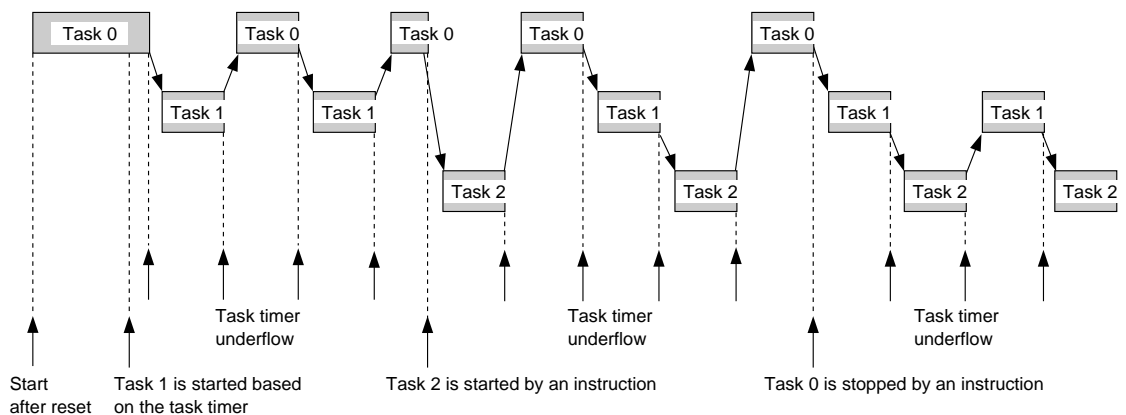 Task 0
Task 0
Task 0
Task 0
Task 0
Task 1
Task 1
Task 1
Task 1
Task 1
Task 2
Task 2
Task 2
Task 2
Task timer
underflow
Task timer
underflow
Task timer
underflow
Start
after reset
Task 1 is started based
on the task timer
Task 2 is started by an instruction
Task 0 is stopped by an instruction